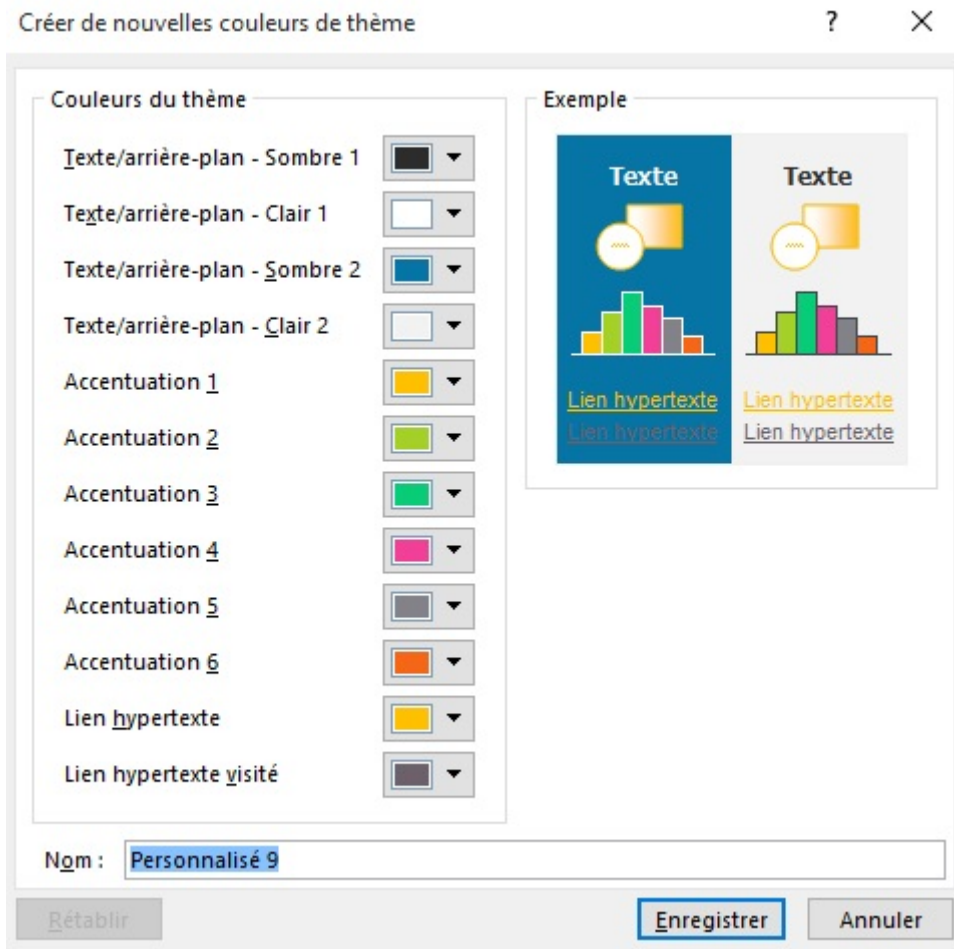 Créer de nouvelles couleurs de thème
Couleurs du thème
Texte/arrière-plan - Sombre 1
Texte/arrière-plan - Clair 1
Texte/arrière-plan - Sombre 2
Texte/arrière-plan - Clair 2
Accentuation 1
Accentuation 2
Accentuation 3
Accentuation 4
Accentuation 5
Accentuation 6
Lien hypertexte
Lien hypertexte visité
Exemple
Texte
Texte
Lien hypertexte
Lien hypertexte
Lien hypertexte
Lien hypertexte
Nom : Personnalisé 9
Rétablir
Enregistrer
Annuler